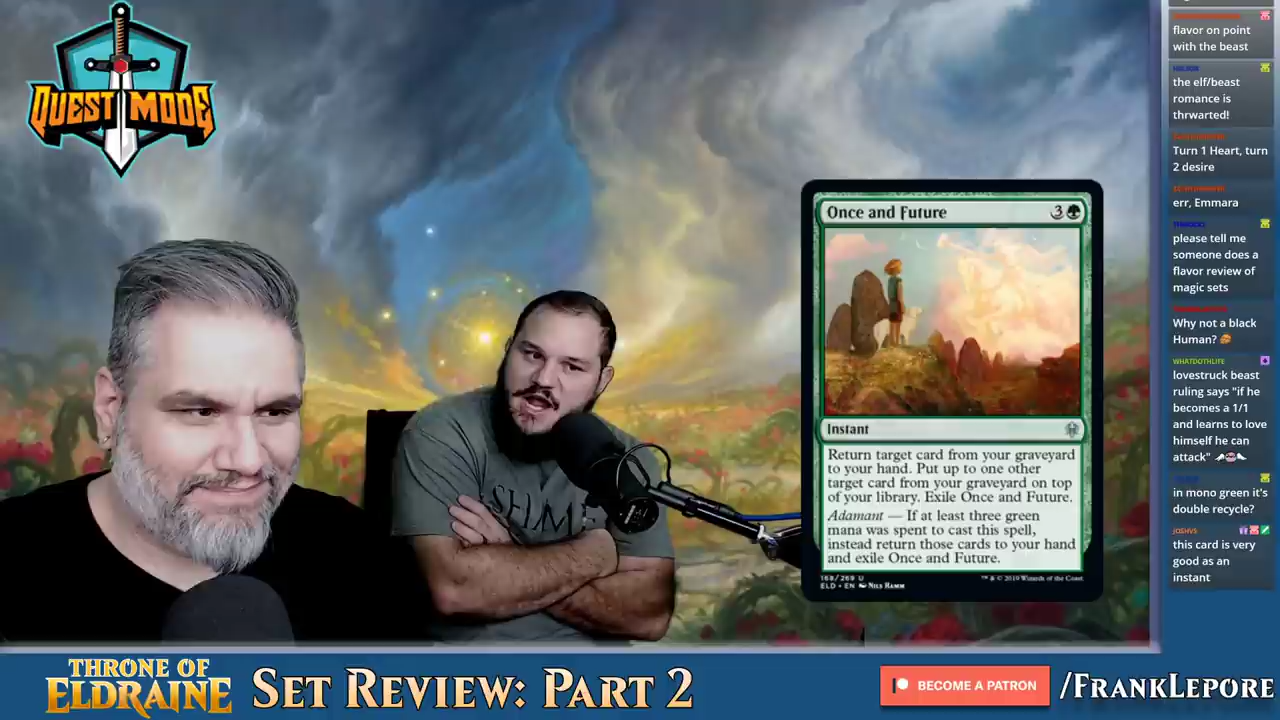 QUEST MODE
Once and Future 3
Instant
Return target card from your graveyard
to your hand. Put up to one other
target card from your graveyard on top
of your library. Exile Once and Future.
Adamant — If at least three green
mana was spent to cast this spell,
instead return those cards to your hand
and exile Once and Future.
168/269 U
ELD • EN Nils Hamm
™ & © 2019 Wizards of the Coast
flavor on point
with the beast
the elf/beast
romance is
thrwarted!
Turn 1 Heart, turn
2 desire
err, Emmara
please tell me
someone does a
flavor review of
magic sets
Why not a black
Human?
WHATDOTHLIFE
lovestruck beast
ruling says "if he
becomes a 1/1
and learns to love
himself he can
attack"
in mono green it's
double recycle?
JOSHVS
this card is very
good as an
instant
THRONE OF
ELDRAINE
SET REVIEW: PART 2
BECOME A PATRON
/FRANKLEPORE